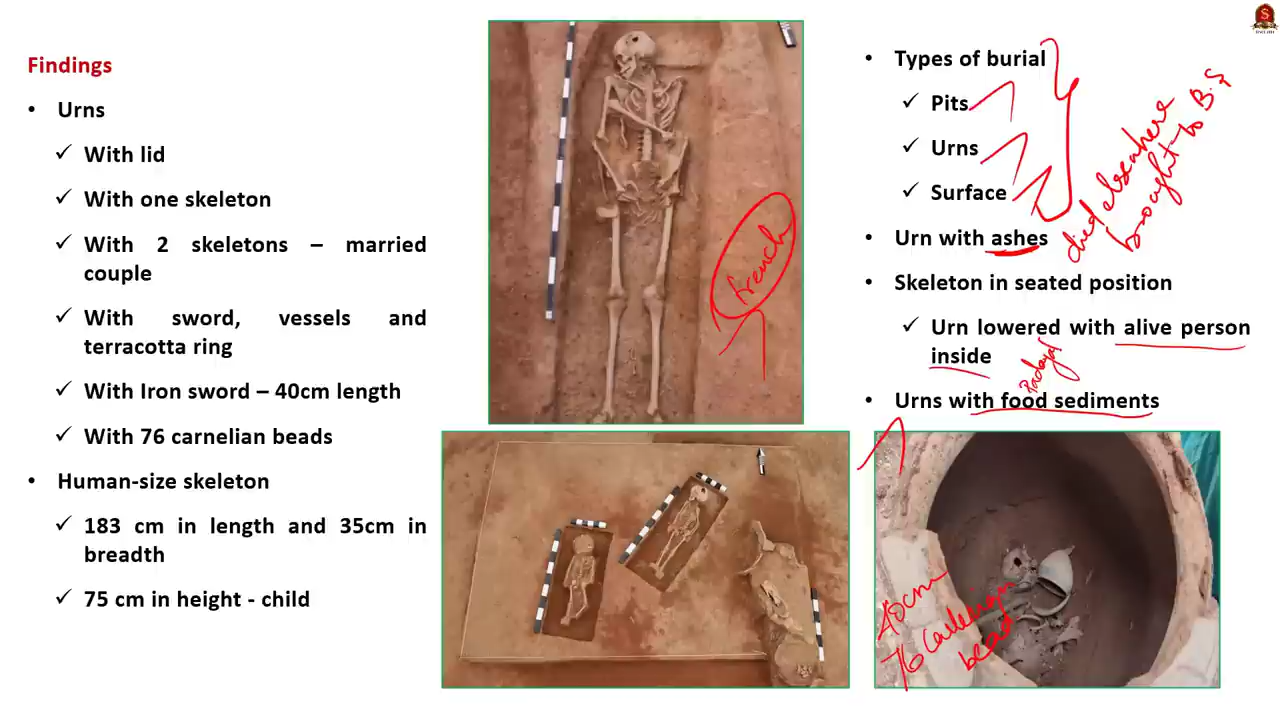 Findings
• Urns
✓ With lid
✓ With one skeleton
✓ With 2 skeletons – married
couple
✓ With sword, vessels and
terracotta ring
✓ With Iron sword – 40cm length
✓ With 76 carnelian beads
• Human-size skeleton
✓ 183 cm in length and 35cm in
breadth
✓ 75 cm in height - child
trench
• Types of burial
✓ Pits
✓ Urns
✓ Surface
died elsewhere
brought to B.S
• Urn with ashes
• Skeleton in seated position
✓ Urn lowered with alive person
inside
• Urns with food sediments
40cm
76
bead